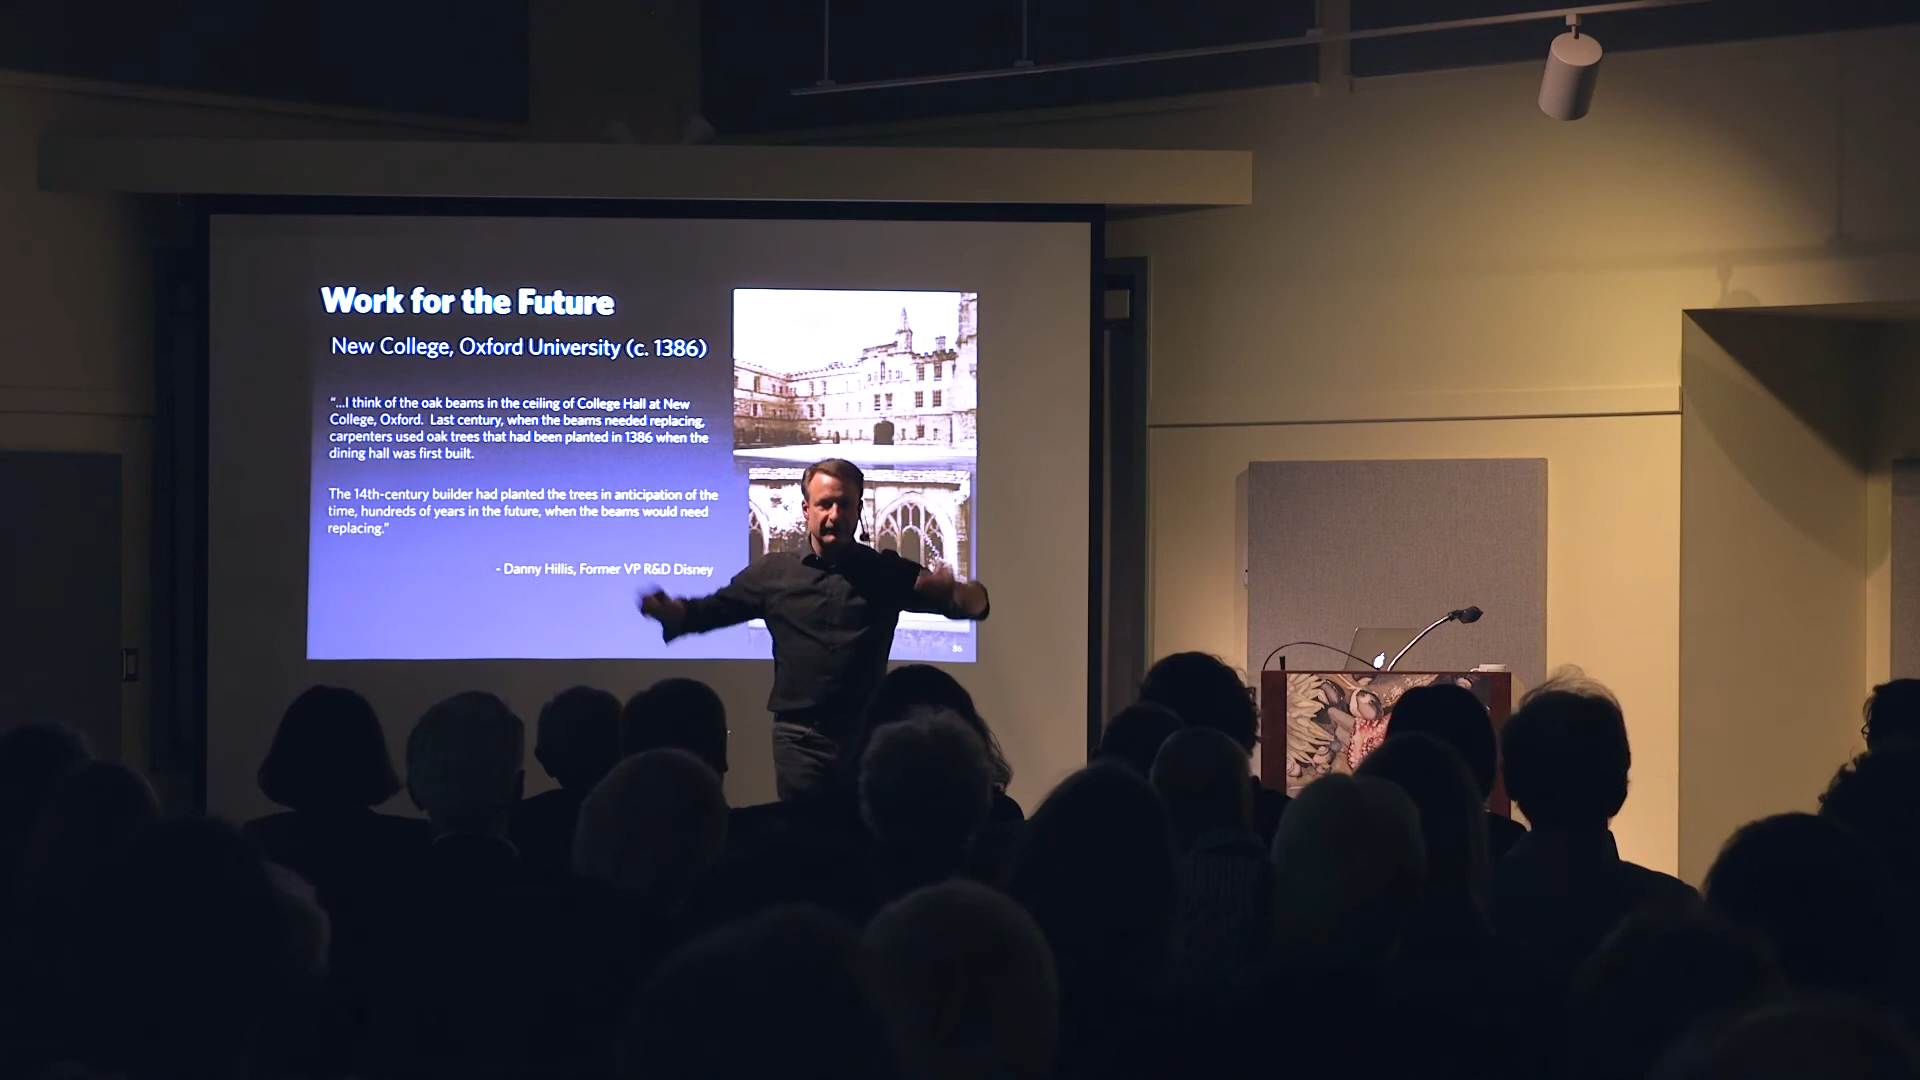 Work for the Future
New College, Oxford University (c. 1386)
"...I think of the oak beams in the ceiling of College Hall at New
College, Oxford. Last century, when the beams needed replacing,
carpenters used oak trees that had been planted in 1386 when the
dining hall was first built.
The 14th-century builder had planted the trees in anticipation of the
time, hundreds of years in the future, when the beams would need
replacing."
- Danny Hillis, Former VP R&D Disney
86